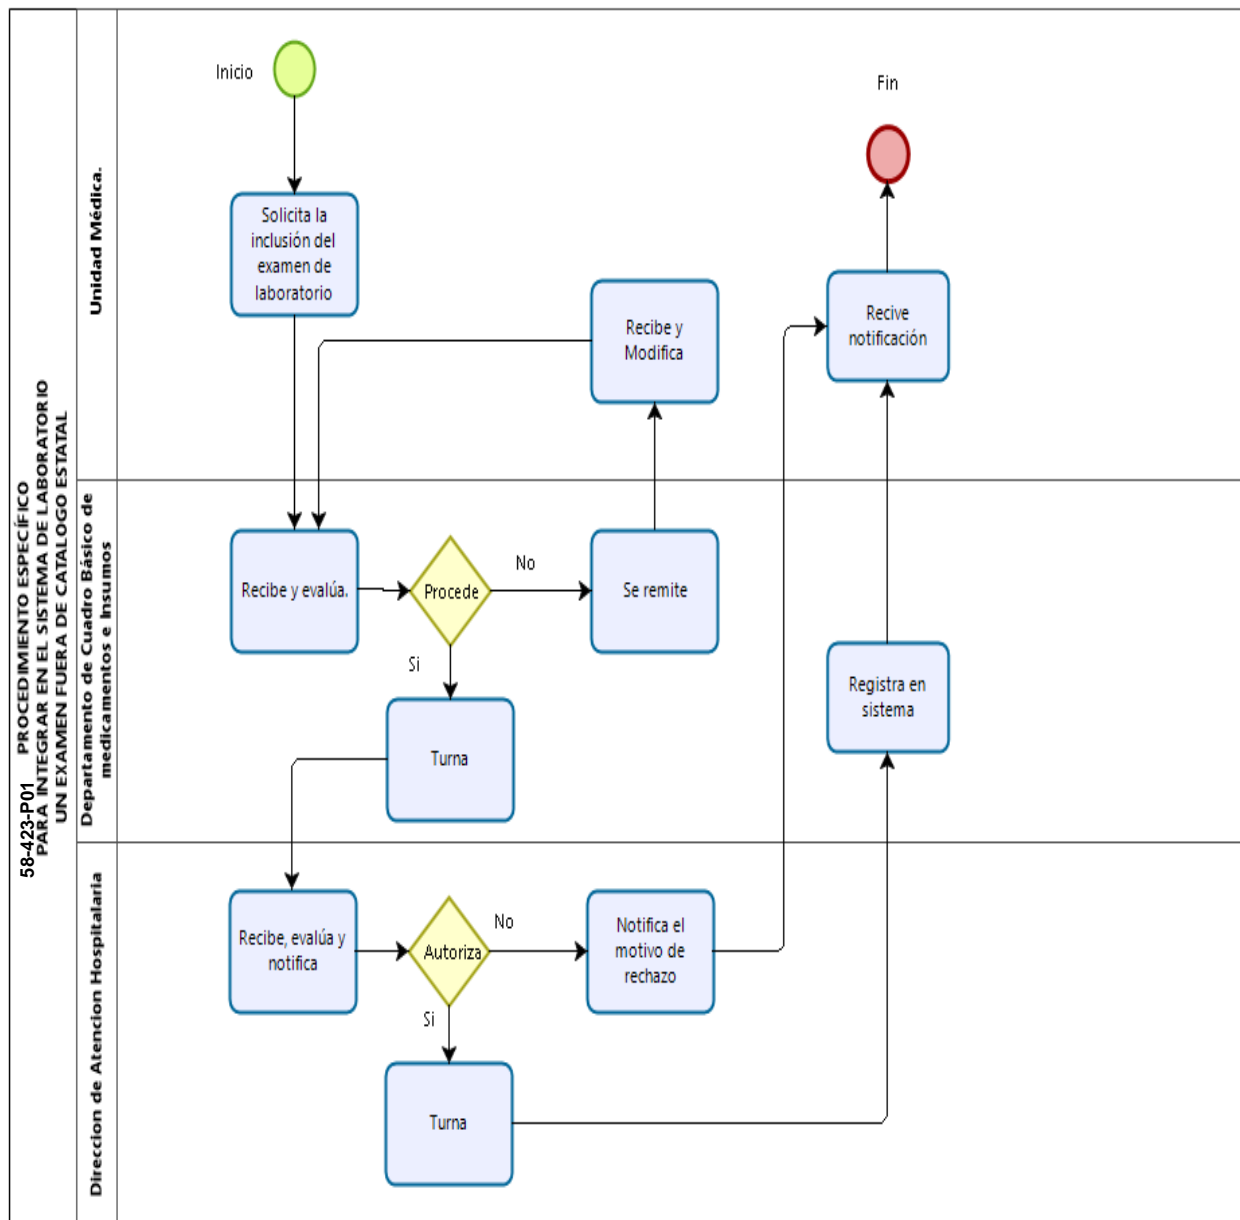 58-423-P01 PROCEDIMIENTO ESPECÍFICO
PARA INTEGRAR EN EL SISTEMA DE LABORATORIO
UN EXAMEN FUERA DE CATALOGO ESTATAL
Unidad Médica.
Inicio
Fin
Solicita la
inclusión del
examen de
laboratorio
Recibe y
Modifica
Recive
notificación
Departamento de Cuadro Básico de
medicamentos e Insumos
Recibe y evalúa.
Procede
No
Se remite
Si
Turna
Registra en
sistema
Direccion de Atencion Hospitalaria
Recibe, evalúa y
notifica
Autoriza
No
Notifica el
motivo de
rechazo
Si
Turna